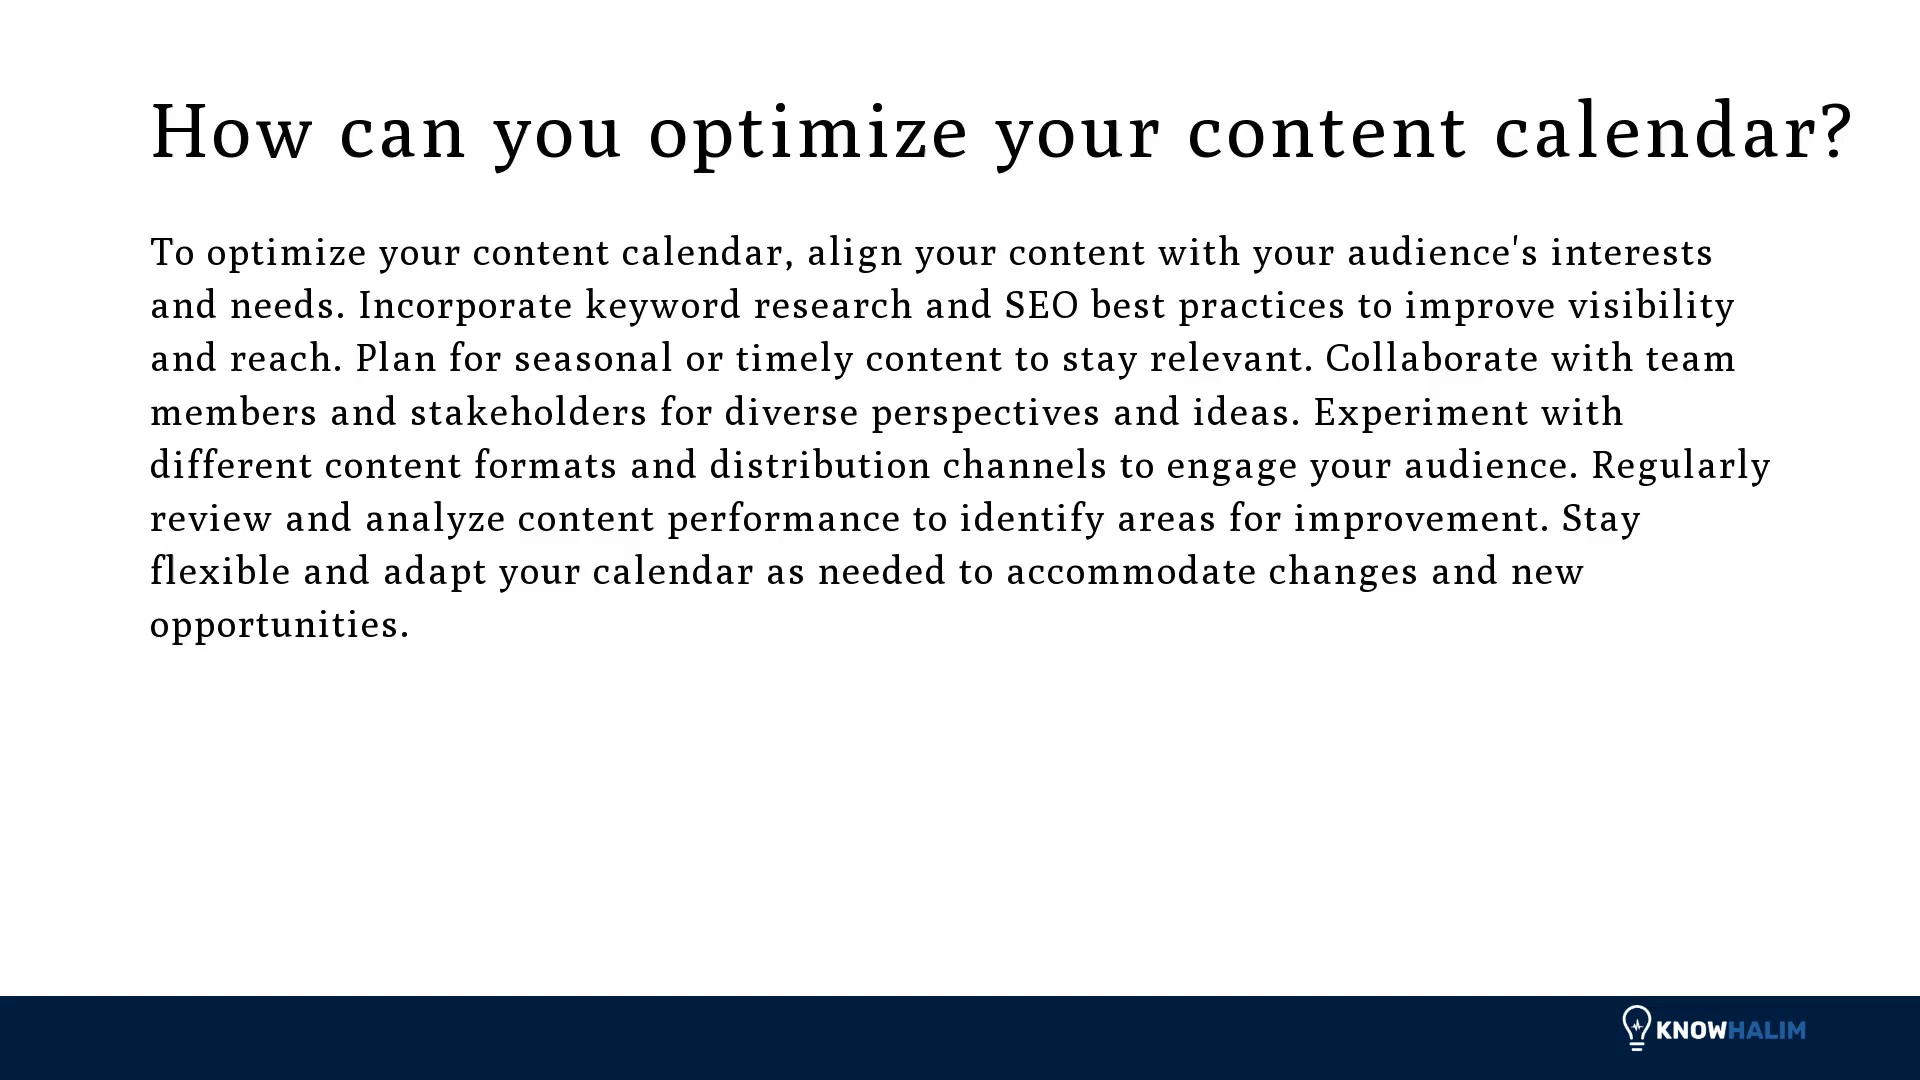 How can you optimize your content calendar?
To optimize your content calendar, align your content with your audience's interests
and needs. Incorporate keyword research and SEO best practices to improve visibility
and reach. Plan for seasonal or timely content to stay relevant. Collaborate with team
members and stakeholders for diverse perspectives and ideas. Experiment with
different content formats and distribution channels to engage your audience. Regularly
review and analyze content performance to identify areas for improvement. Stay
flexible and adapt your calendar as needed to accommodate changes and new
opportunities.
KNOWHALIM